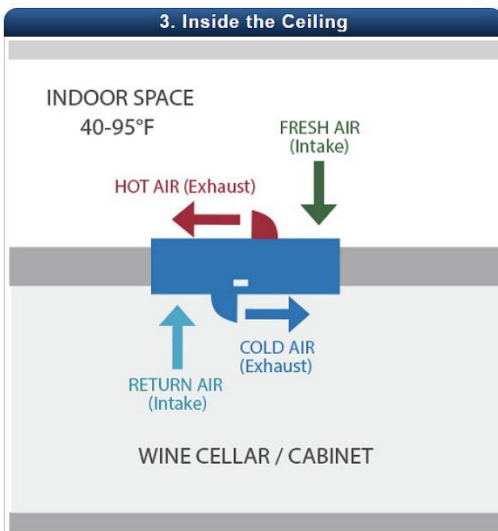 3. Inside the Ceiling
INDOOR SPACE
40-95°F
FRESH AIR
(Intake)
HOT AIR (Exhaust)
COLD AIR
(Exhaust)
RETURN AIR
(Intake)
WINE CELLAR / CABINET